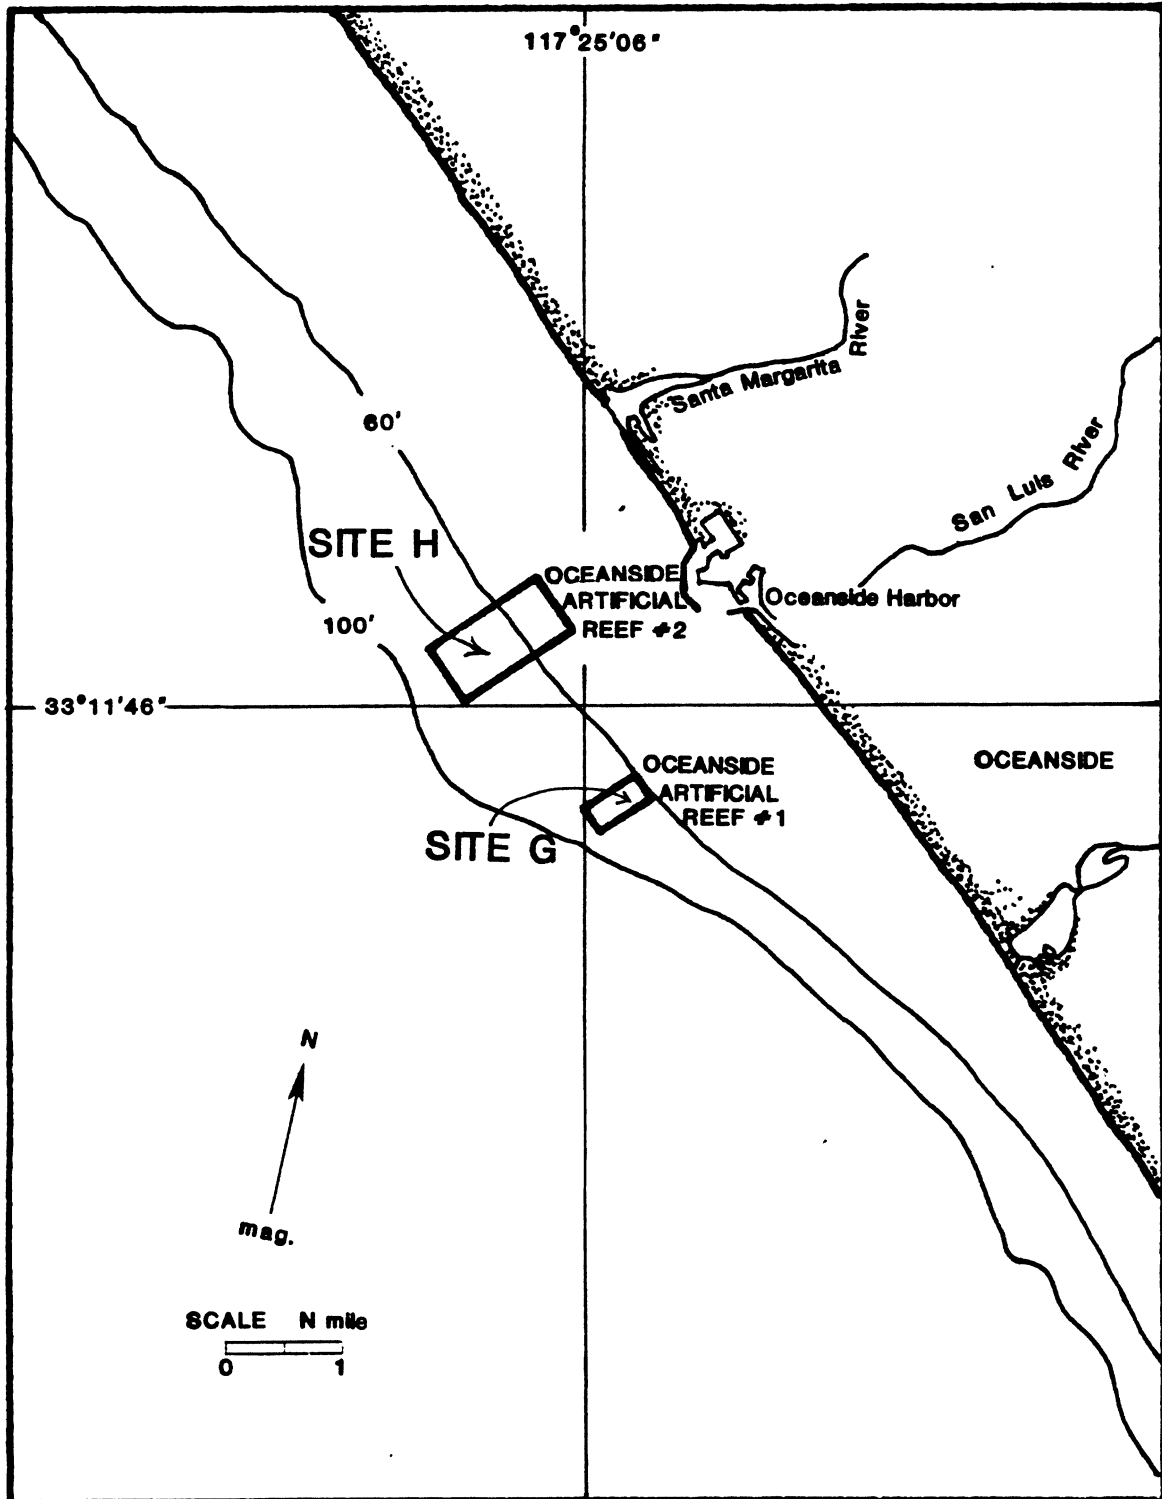 117°25'06"
Santa Margarita River
San Luis River
60'
SITE H
OCEANSIDE
ARTIFICIAL
REEF #2
Oceanside Harbor
100'
33°11'46"
OCEANSIDE
OCEANSIDE
ARTIFICIAL
REEF #1
SITE G
N
mag.
SCALE N mile
0 1